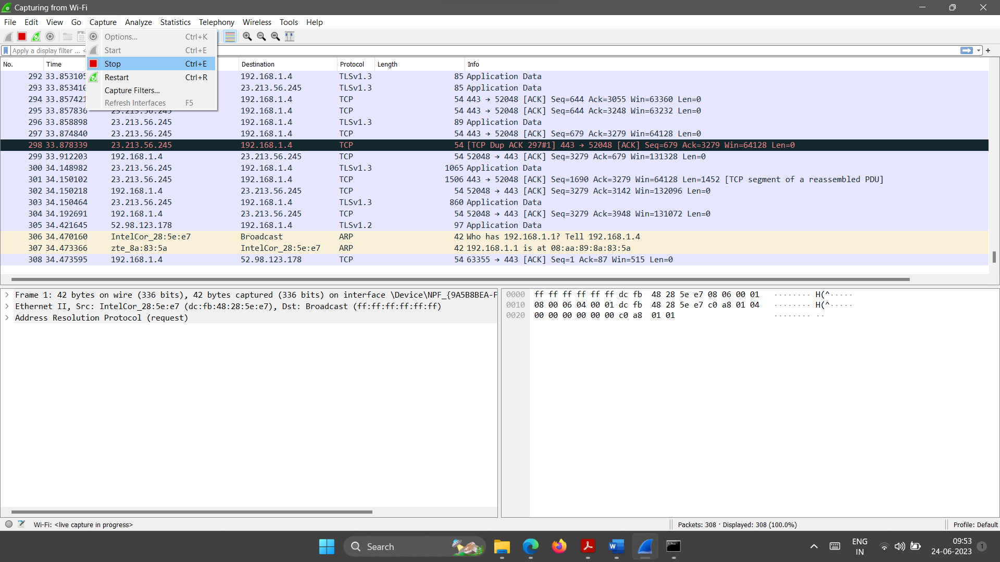 Capturing from Wi-Fi
File Edit View Go Capture Analyze Statistics Telephony Wireless Tools Help
Options... Ctrl+K
Apply a display filter ... < Start Ctrl+E
Stop Ctrl+E
Restart Ctrl+R
Capture Filters...
Refresh Interfaces F5
No. Time Destination Protocol Length Info
292 33.853105 192.168.1.4 TLSv1.3 85 Application Data
293 33.853410 23.213.56.245 TLSv1.3 85 Application Data
294 33.857421 192.168.1.4 TCP 54 443 → 52048 [ACK] Seq=644 Ack=3055 Win=63360 Len=0
295 33.857836 23.213.56.245 192.168.1.4 TCP 54 443 → 52048 [ACK] Seq=644 Ack=3248 Win=63232 Len=0
296 33.858898 23.213.56.245 192.168.1.4 TLSv1.3 89 Application Data
297 33.874840 23.213.56.245 192.168.1.4 TCP 54 443 → 52048 [ACK] Seq=679 Ack=3279 Win=64128 Len=0
298 33.878339 23.213.56.245 192.168.1.4 TCP 54 [TCP Dup ACK 297#1] 443 → 52048 [ACK] Seq=679 Ack=3279 Win=64128 Len=0
299 33.912203 192.168.1.4 23.213.56.245 TCP 54 52048 → 443 [ACK] Seq=3279 Ack=679 Win=131328 Len=0
300 34.148982 23.213.56.245 192.168.1.4 TLSv1.3 1065 Application Data
301 34.150102 23.213.56.245 192.168.1.4 TCP 1506 443 → 52048 [ACK] Seq=1690 Ack=3279 Win=64128 Len=1452 [TCP segment of a reassembled PDU]
302 34.150218 192.168.1.4 23.213.56.245 TCP 54 52048 → 443 [ACK] Seq=3279 Ack=3142 Win=132096 Len=0
303 34.150464 23.213.56.245 192.168.1.4 TLSv1.3 860 Application Data
304 34.192691 192.168.1.4 23.213.56.245 TCP 54 52048 → 443 [ACK] Seq=3279 Ack=3948 Win=131072 Len=0
305 34.421645 52.98.123.178 192.168.1.4 TLSv1.2 97 Application Data
306 34.470160 IntelCor_28:5e:e7 Broadcast ARP 42 Who has 192.168.1.1? Tell 192.168.1.4
307 34.473366 zte_8a:83:5a IntelCor_28:5e:e7 ARP 42 192.168.1.1 is at 08:aa:89:8a:83:5a
308 34.473595 192.168.1.4 52.98.123.178 TCP 54 63355 → 443 [ACK] Seq=1 Ack=87 Win=515 Len=0
Frame 1: 42 bytes on wire (336 bits), 42 bytes captured (336 bits) on interface \Device\NPF_{9A5B8BEA-F
Ethernet II, Src: IntelCor_28:5e:e7 (dc:fb:48:28:5e:e7), Dst: Broadcast (ff:ff:ff:ff:ff:ff)
Address Resolution Protocol (request)
0000 ff ff ff ff ff ff dc fb 48 28 5e e7 08 06 00 01 ········ H(^·····
0010 08 00 06 04 00 01 dc fb 48 28 5e e7 c0 a8 01 04 ········ H(^·····
0020 00 00 00 00 00 00 c0 a8 01 01 ········ ··
Wi-Fi: <live capture in progress> Packets: 308 · Displayed: 308 (100.0%) Profile: Default
Search
ENG
IN
09:53
24-06-2023
1